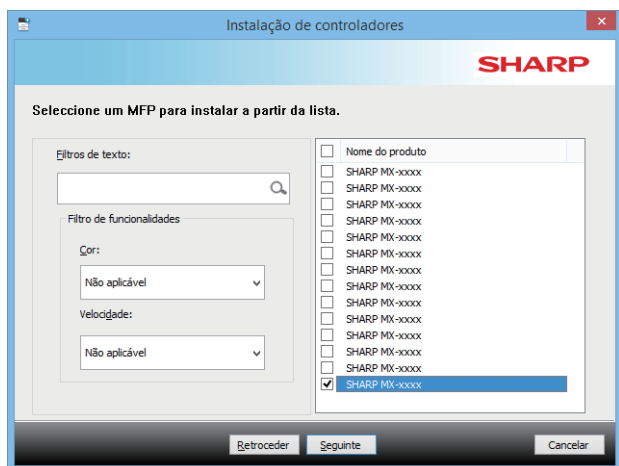 Instalação de controladores
SHARP
Seleccione um MFP para instalar a partir da lista.
Filtros de texto:
Filtro de funcionalidades
Cor:
Não aplicável
Velocidade:
Não aplicável
Nome do produto
SHARP MX-xxxx
SHARP MX-xxxx
SHARP MX-xxxx
SHARP MX-xxxx
SHARP MX-xxxx
SHARP MX-xxxx
SHARP MX-xxxx
SHARP MX-xxxx
SHARP MX-xxxx
SHARP MX-xxxx
SHARP MX-xxxx
SHARP MX-xxxx
SHARP MX-xxxx
SHARP MX-xxxx
Retroceder
Seguinte
Cancelar